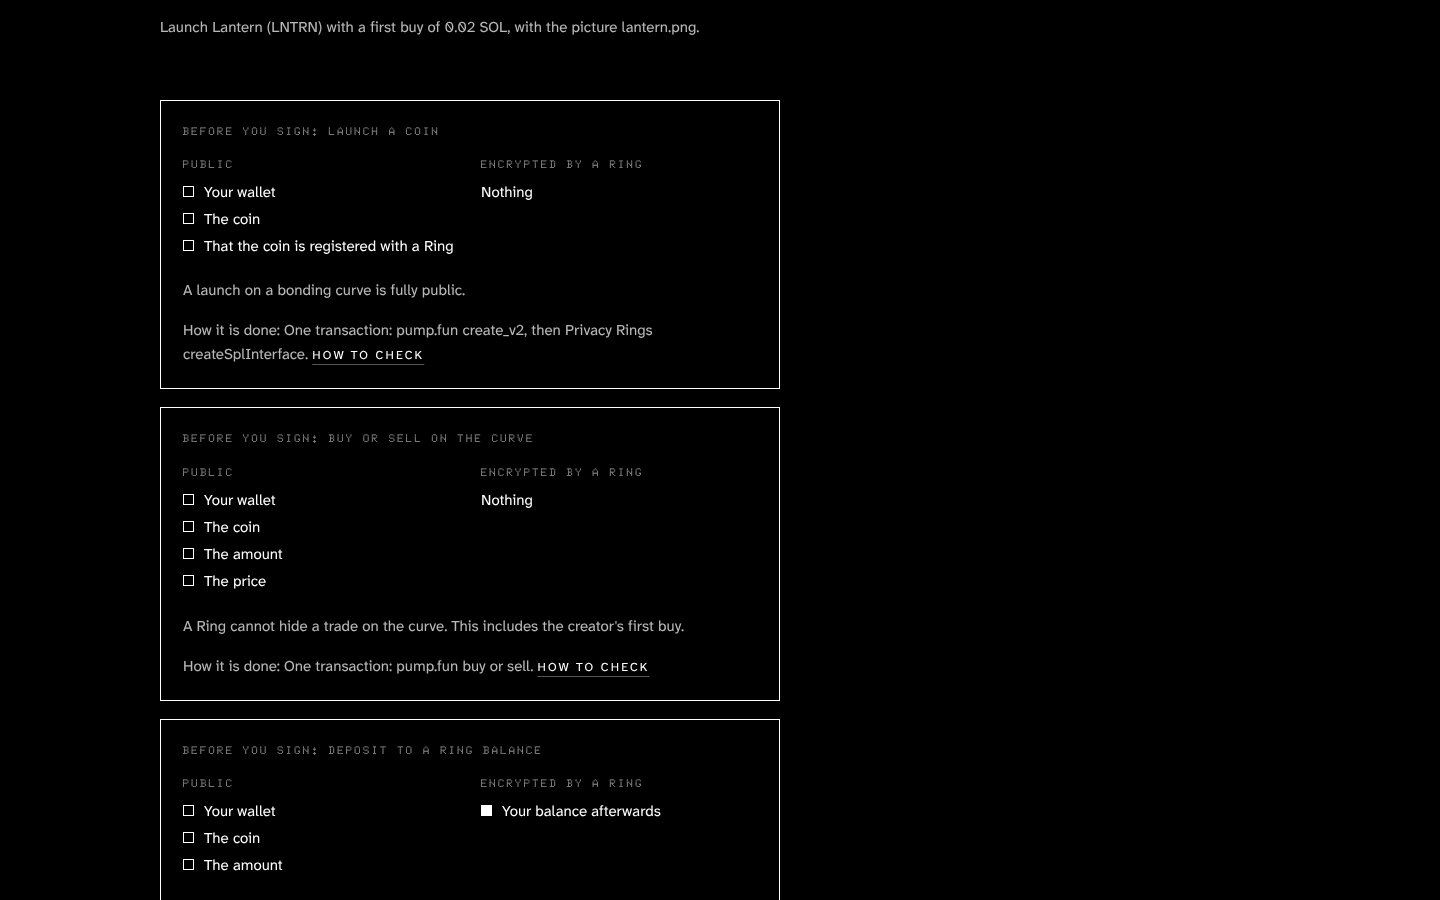 Launch Lantern (LNTRN) with a first buy of 0.02 SOL, with the picture lantern.png.
BEFORE YOU SIGN: LAUNCH A COIN
PUBLIC
Your wallet
The coin
That the coin is registered with a Ring
ENCRYPTED BY A RING
Nothing
A launch on a bonding curve is fully public.
How it is done: One transaction: pump.fun create_v2, then Privacy Rings
createSplInterface. HOW TO CHECK
BEFORE YOU SIGN: BUY OR SELL ON THE CURVE
PUBLIC
Your wallet
The coin
The amount
The price
ENCRYPTED BY A RING
Nothing
A Ring cannot hide a trade on the curve. This includes the creator's first buy.
How it is done: One transaction: pump.fun buy or sell. HOW TO CHECK
BEFORE YOU SIGN: DEPOSIT TO A RING BALANCE
PUBLIC
Your wallet
The coin
The amount
ENCRYPTED BY A RING
Your balance afterwards